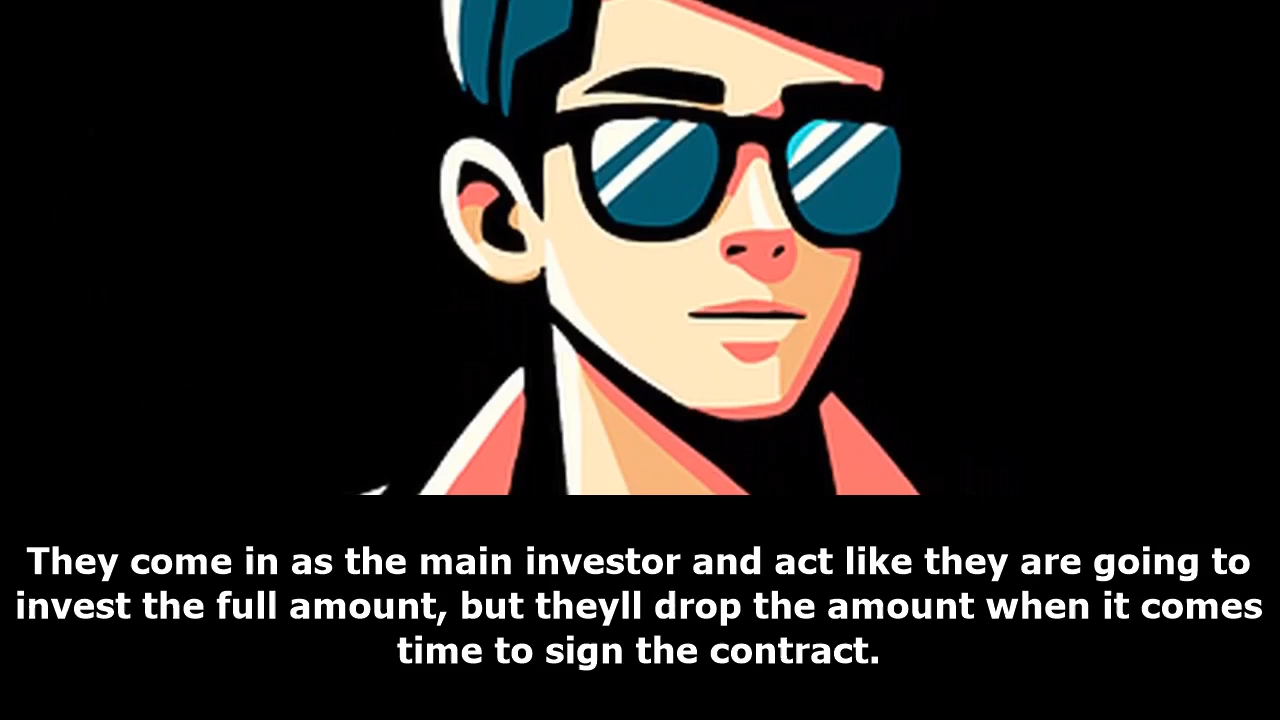 They come in as the main investor and act like they are going to
invest the full amount, but theyll drop the amount when it comes
time to sign the contract.